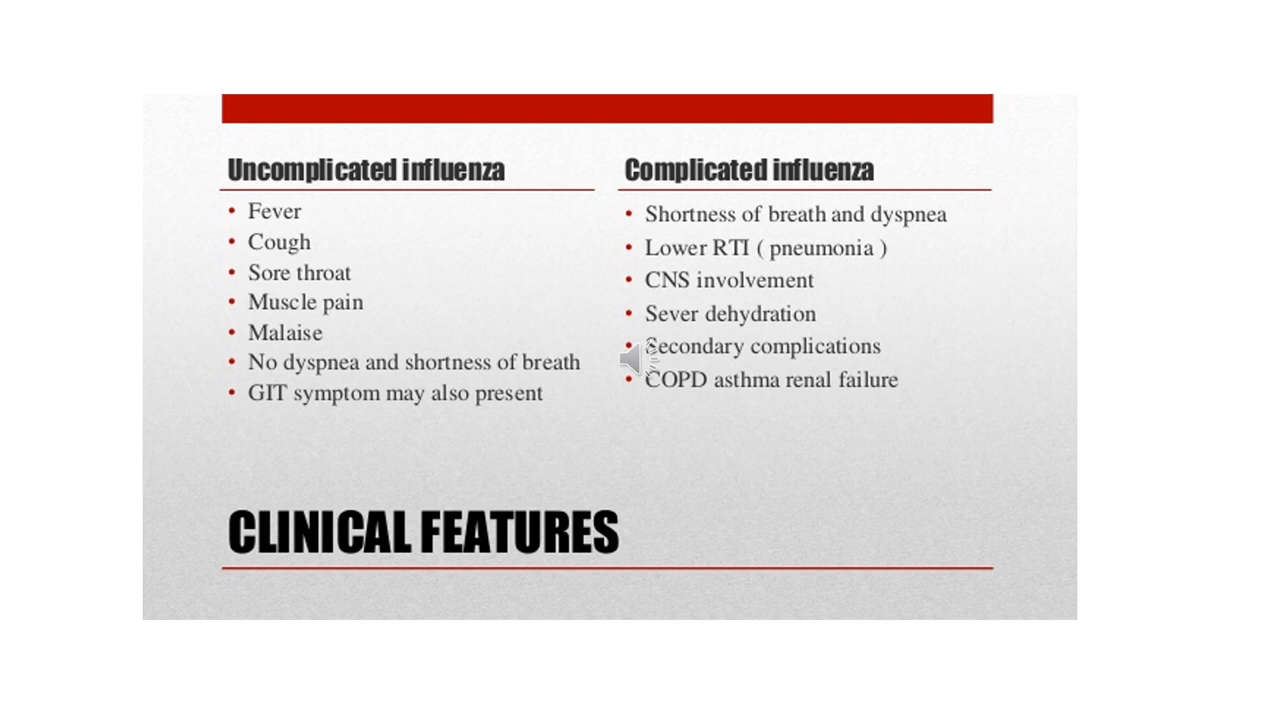 Uncomplicated influenza
• Fever
• Cough
• Sore throat
• Muscle pain
• Malaise
• No dyspnea and shortness of breath
• GIT symptom may also present
Complicated influenza
• Shortness of breath and dyspnea
• Lower RTI ( pneumonia )
• CNS involvement
• Sever dehydration
• Secondary complications
• COPD asthma renal failure
CLINICAL FEATURES